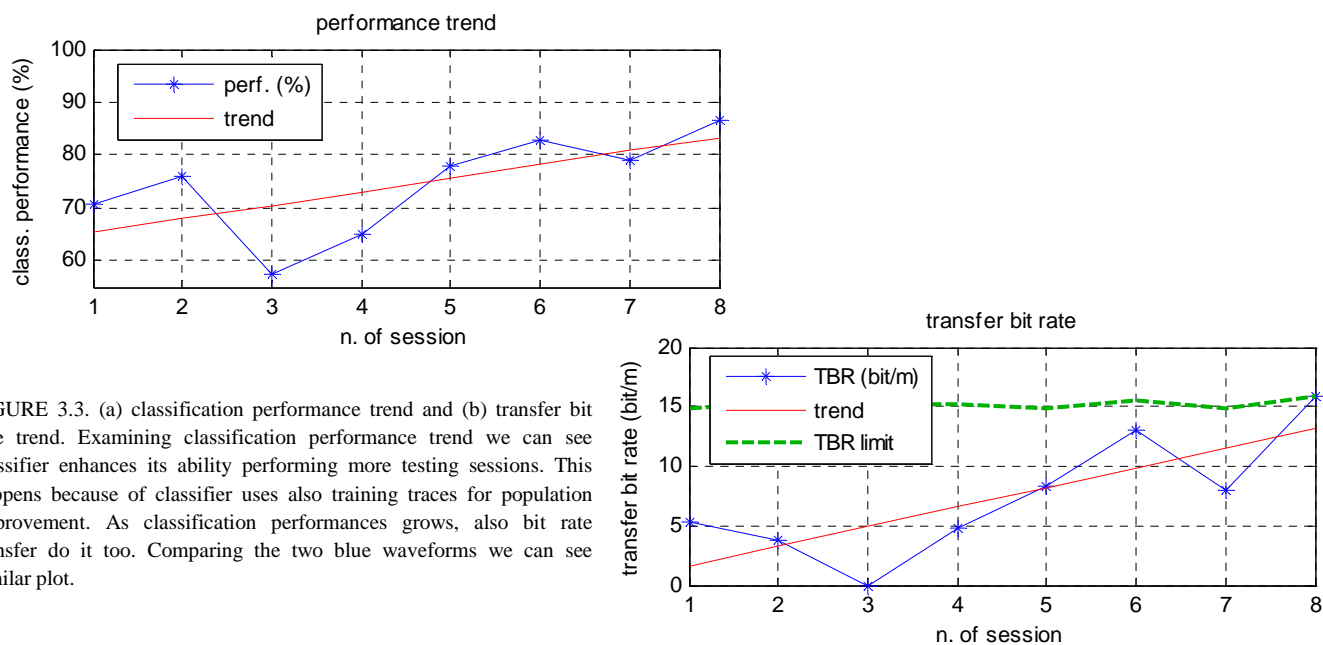 performance trend
100
90
80
70
60
class. performance (%)
perf. (%)
trend
1 2 3 4 5 6 7 8
n. of session
transfer bit rate
20
15
10
5
0
transfer bit rate (bit/m)
TBR (bit/m)
trend
TBR limit
1 2 3 4 5 6 7 8
n. of session
GURE 3.3. (a) classification performance trend and (b) transfer bit
trend. Examining classification performance trend we can see
ssifier enhances its ability performing more testing sessions. This
ppens because of classifier uses also training traces for population
provement. As classification performances grows, also bit rate
nsfer do it too. Comparing the two blue waveforms we can see
ilar plot.